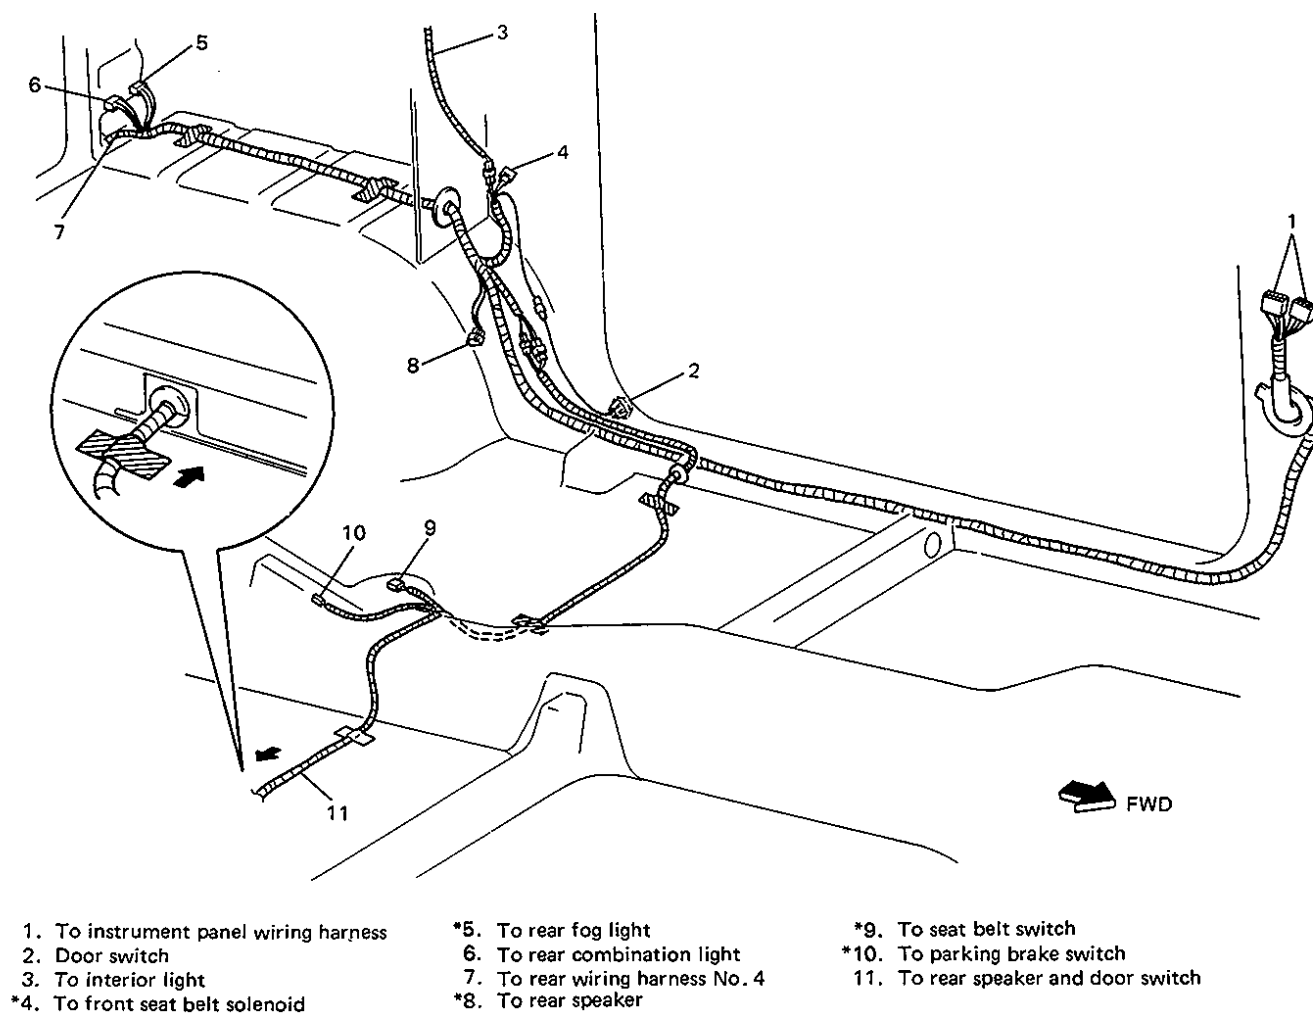 3
5
6
4
7
1
8
2
9
10
11
FWD
1. To instrument panel wiring harness
2. Door switch
3. To interior light
*4. To front seat belt solenoid
*5. To rear fog light
6. To rear combination light
7. To rear wiring harness No. 4
*8. To rear speaker
*9. To seat belt switch
*10. To parking brake switch
11. To rear speaker and door switch